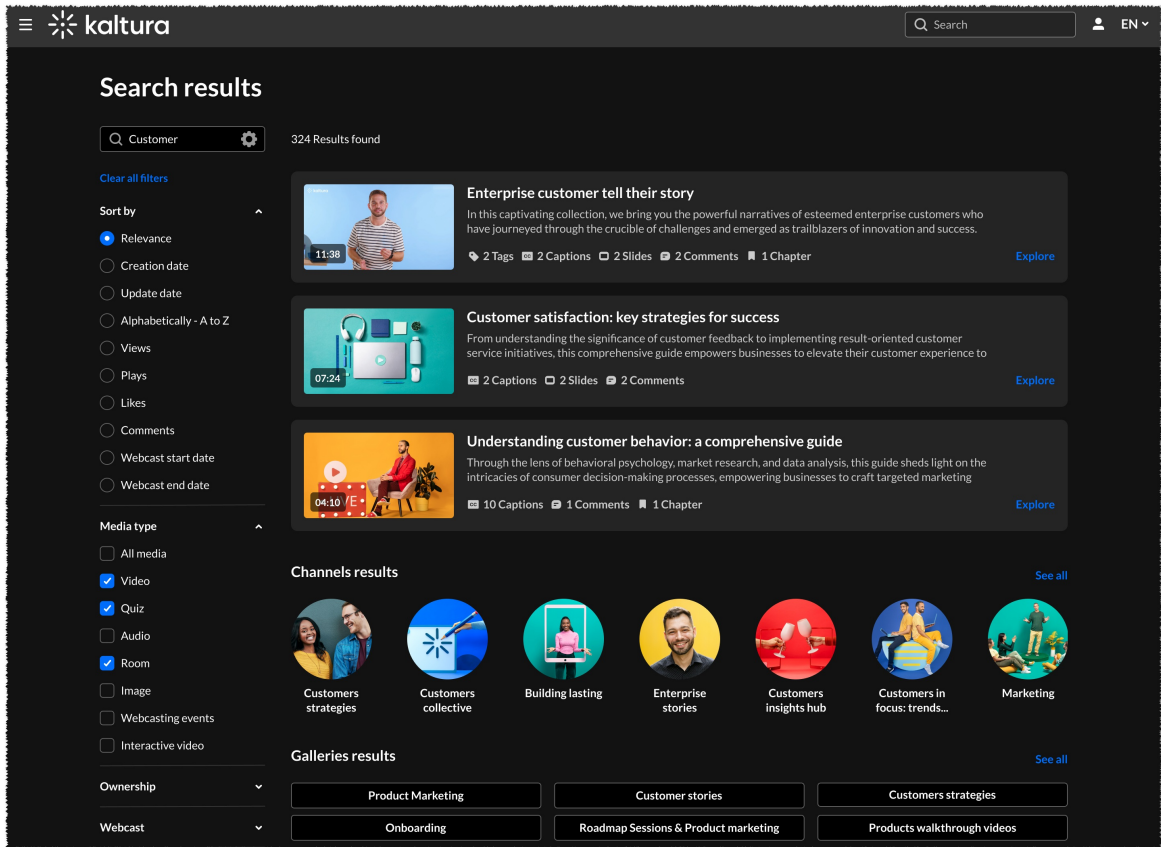 kaltura
Search
EN
Search results
Customer
324 Results found
Clear all filters
Sort by
Relevance
Creation date
Update date
Alphabetically - A to Z
Views
Plays
Likes
Comments
Webcast start date
Webcast end date
Media type
All media
Video
Quiz
Audio
Room
Image
Webcasting events
Interactive video
Ownership
Webcast
kaltura
11:38
Enterprise customer tell their story
In this captivating collection, we bring you the powerful narratives of esteemed enterprise customers who
have journeyed through the crucible of challenges and emerged as trailblazers of innovation and success.
2 Tags CC 2 Captions 2 Slides 2 Comments 1 Chapter
Explore
07:24
Customer satisfaction: key strategies for success
From understanding the significance of customer feedback to implementing result-oriented customer
service initiatives, this comprehensive guide empowers businesses to elevate their customer experience to
CC 2 Captions 2 Slides 2 Comments
Explore
04:10
VE
Understanding customer behavior: a comprehensive guide
Through the lens of behavioral psychology, market research, and data analysis, this guide sheds light on the
intricacies of consumer decision-making processes, empowering businesses to craft targeted marketing
CC 10 Captions 1 Comments 1 Chapter
Explore
Channels results
See all
Customers
strategies
Customers
collective
Building lasting
Enterprise
stories
Customers
insights hub
Customers in
focus: trends...
Marketing
Galleries results
See all
Product Marketing
Customer stories
Customers strategies
Onboarding
Roadmap Sessions & Product marketing
Products walkthrough videos